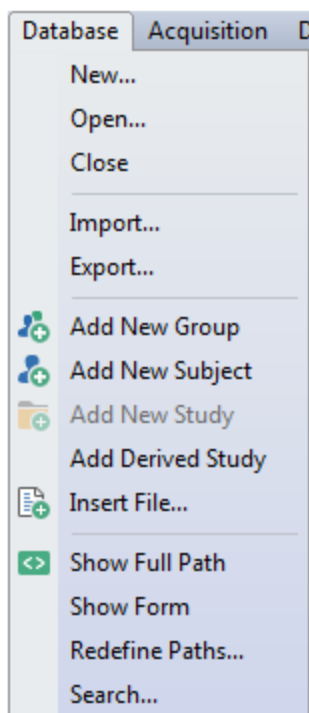 Database Acquisition D
New...
Open...
Close
Import...
Export...
Add New Group
Add New Subject
Add New Study
Add Derived Study
Insert File...
Show Full Path
Show Form
Redefine Paths...
Search...